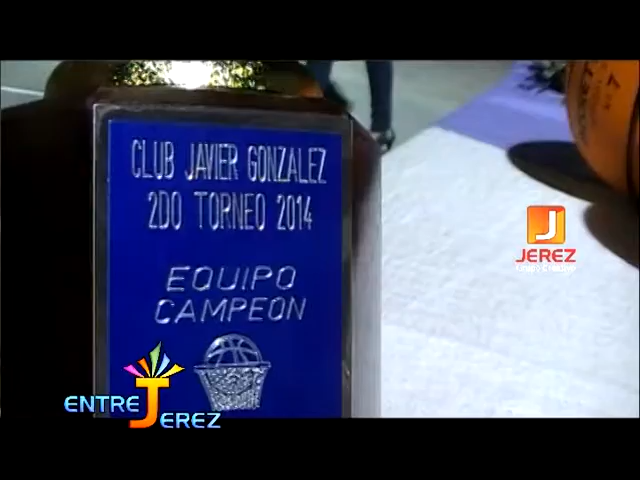 CLUB JAVIER GONZALEZ
2DO TORNEO 2014
EQUIPO
CAMPEON
JEREZ
ENTRE JEREZ